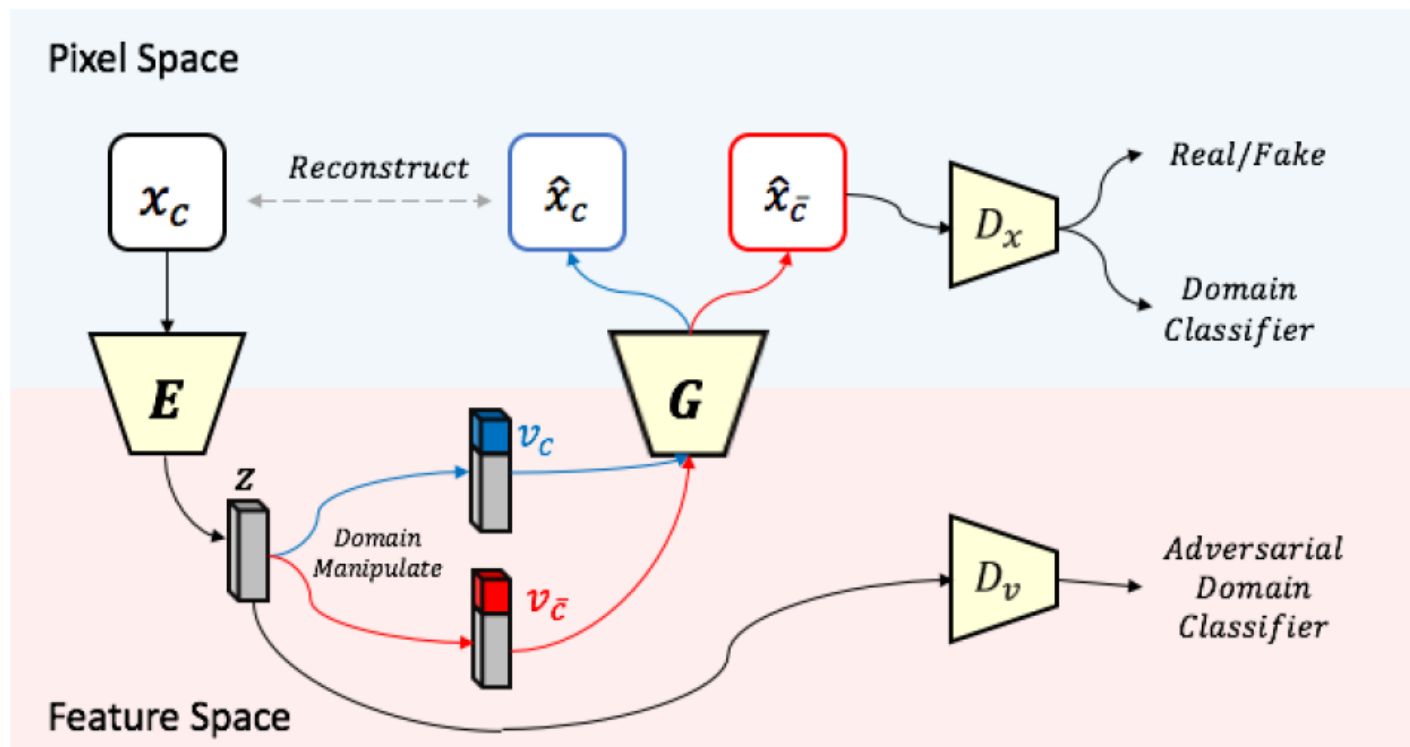 Pixel Space
x_C
Reconstruct
x̂_C
x̂_C̄
D_x
Real/Fake
Domain
Classifier
E
G
z
v_C
Domain
Manipulate
v_C̄
D_v
Adversarial
Domain
Classifier
Feature Space